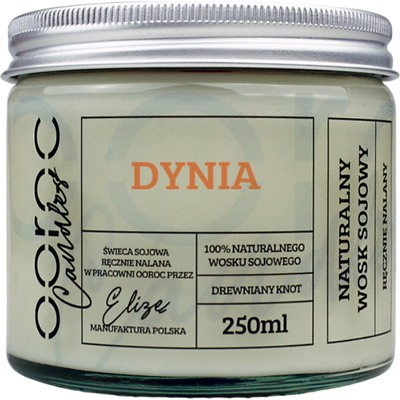 ooroc
Candles
DYNIA
ŚWIECA SOJOWA
RĘCZNIE NALANA
W PRACOWNI OOROC PRZEZ
Elize
MANUFAKTURA POLSKA
100% NATURALNEGO
WOSKU SOJOWEGO
DREWNIANY KNOT
250ml
NATURALNY
WOSK SOJOWY
RĘCZNIE NALANY